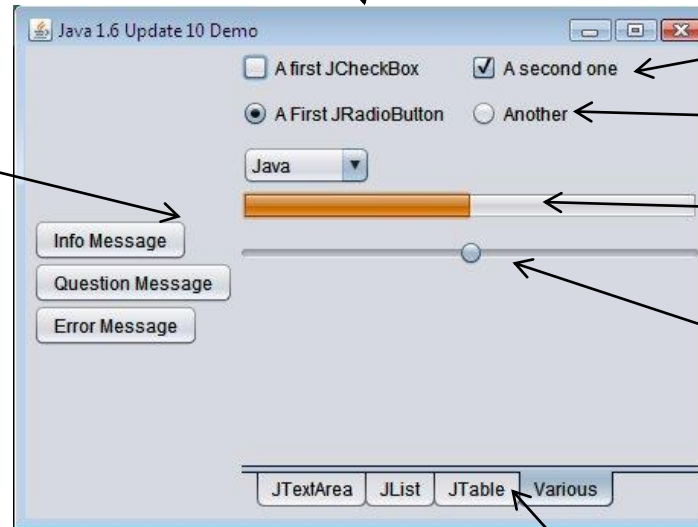 Java 1.6 Update 10 Demo
A first JCheckBox
A second one
A First JRadioButton
Another
Java
Info Message
Question Message
Error Message
JTextArea
JList
JTable
Various